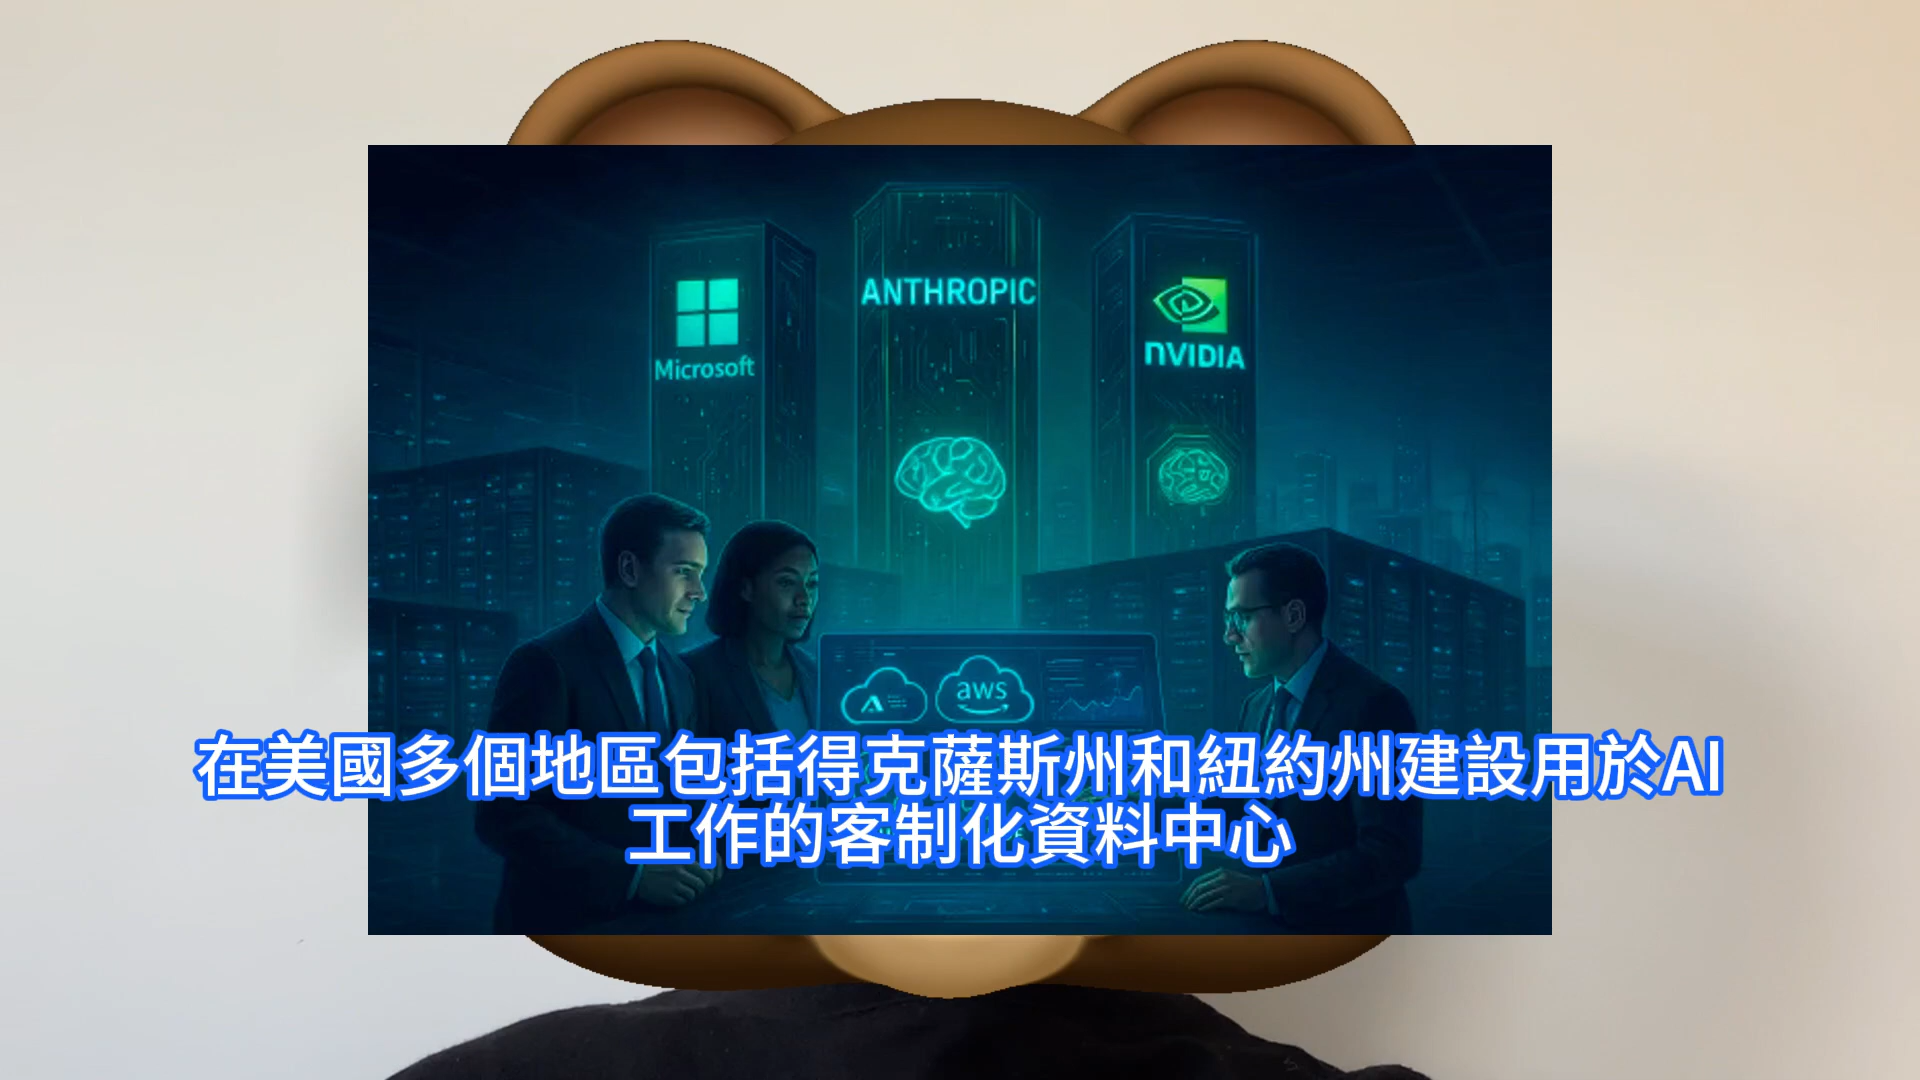 ANTHROPIC
Microsoft
NVIDIA
aws
在美國多個地區包括得克薩斯州和紐約州建設用於AI
工作的客制化資料中心